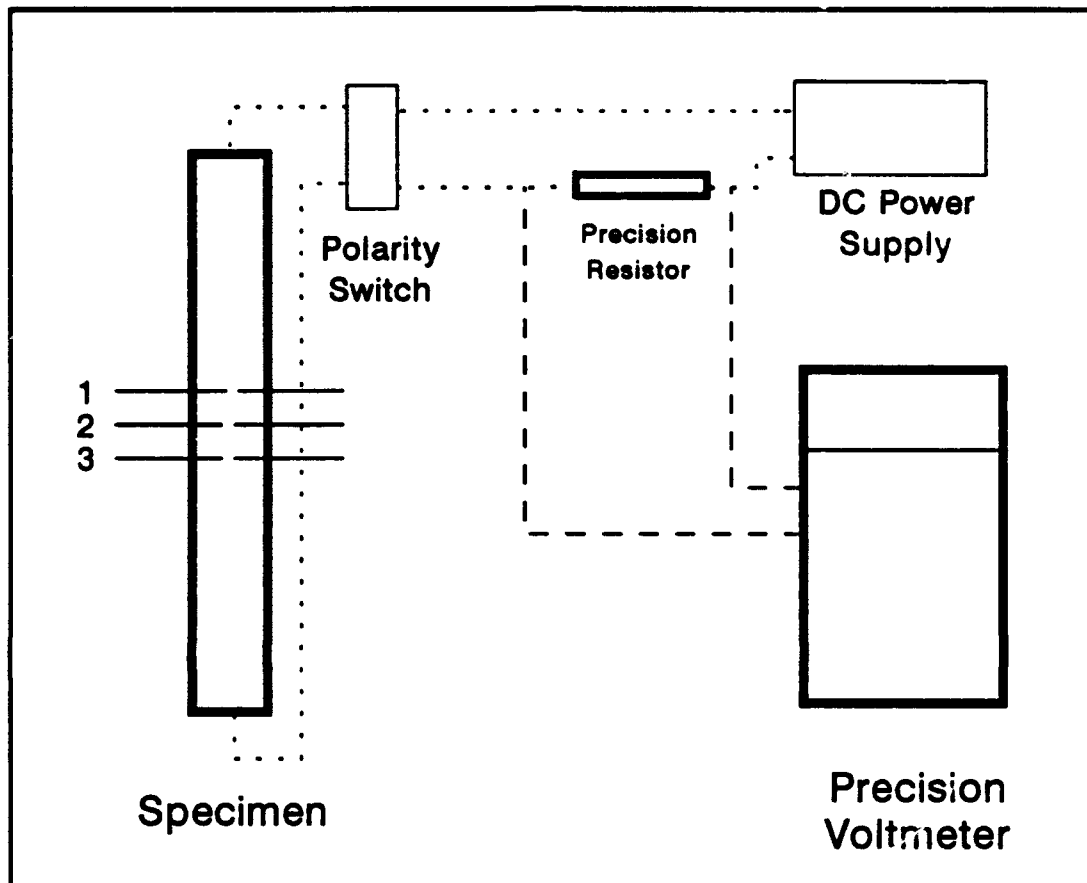 Polarity
Switch
Precision
Resistor
DC Power
Supply
1
2
3
Specimen
Precision
Voltmeter